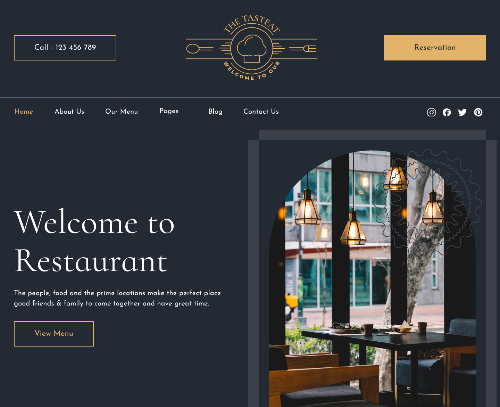 THE TASTEAT
WELCOME TO OUR
Call - 123 456 789
Reservation
Home About Us Our Menu Pages Blog Contact Us
Welcome to
Restaurant
The people, food and the prime locations make the perfect place
good friends & family to come together and have great time.
View Menu